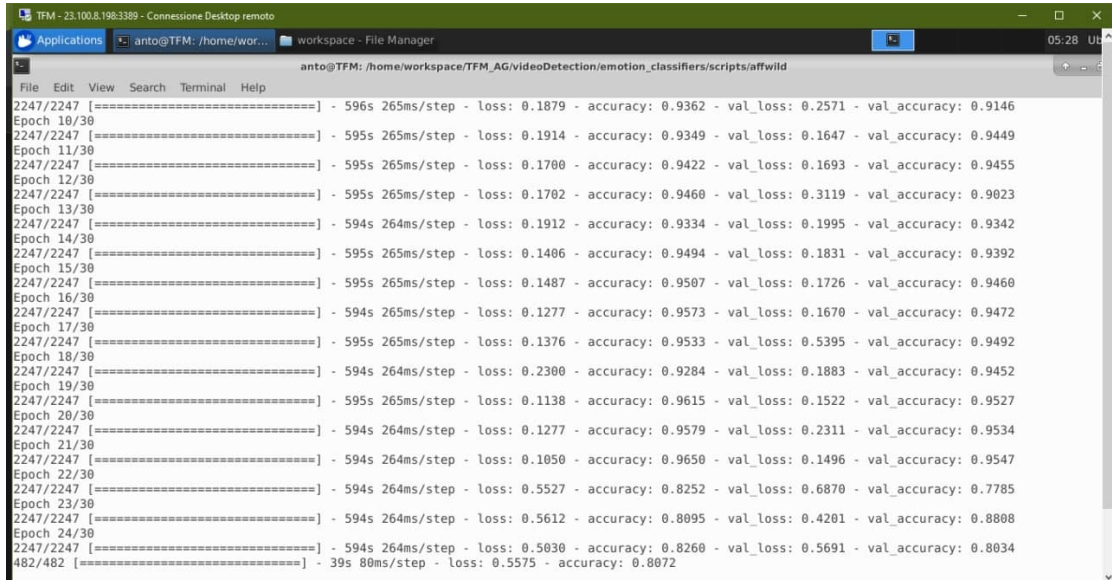 TFM - 23.100.8.198:3389 - Connessione Desktop remoto
Applications anto@TFM: /home/wor... workspace - File Manager 05:28 Ub
anto@TFM: /home/workspace/TFM_AG/videoDetection/emotion_classifiers/scripts/affwild
File Edit View Search Terminal Help
2247/2247 [==============================] - 596s 265ms/step - loss: 0.1879 - accuracy: 0.9362 - val_loss: 0.2571 - val_accuracy: 0.9146
Epoch 10/30
2247/2247 [==============================] - 595s 265ms/step - loss: 0.1914 - accuracy: 0.9349 - val_loss: 0.1647 - val_accuracy: 0.9449
Epoch 11/30
2247/2247 [==============================] - 595s 265ms/step - loss: 0.1700 - accuracy: 0.9422 - val_loss: 0.1693 - val_accuracy: 0.9455
Epoch 12/30
2247/2247 [==============================] - 595s 265ms/step - loss: 0.1702 - accuracy: 0.9460 - val_loss: 0.3119 - val_accuracy: 0.9023
Epoch 13/30
2247/2247 [==============================] - 594s 264ms/step - loss: 0.1912 - accuracy: 0.9334 - val_loss: 0.1995 - val_accuracy: 0.9342
Epoch 14/30
2247/2247 [==============================] - 595s 265ms/step - loss: 0.1406 - accuracy: 0.9494 - val_loss: 0.1831 - val_accuracy: 0.9392
Epoch 15/30
2247/2247 [==============================] - 595s 265ms/step - loss: 0.1487 - accuracy: 0.9507 - val_loss: 0.1726 - val_accuracy: 0.9460
Epoch 16/30
2247/2247 [==============================] - 594s 265ms/step - loss: 0.1277 - accuracy: 0.9573 - val_loss: 0.1670 - val_accuracy: 0.9472
Epoch 17/30
2247/2247 [==============================] - 596s 265ms/step - loss: 0.1376 - accuracy: 0.9533 - val_loss: 0.5395 - val_accuracy: 0.9492
Epoch 18/30
2247/2247 [==============================] - 594s 264ms/step - loss: 0.2300 - accuracy: 0.9284 - val_loss: 0.1883 - val_accuracy: 0.9452
Epoch 19/30
2247/2247 [==============================] - 595s 265ms/step - loss: 0.1138 - accuracy: 0.9615 - val_loss: 0.1522 - val_accuracy: 0.9527
Epoch 20/30
2247/2247 [==============================] - 594s 264ms/step - loss: 0.1277 - accuracy: 0.9579 - val_loss: 0.2311 - val_accuracy: 0.9534
Epoch 21/30
2247/2247 [==============================] - 594s 264ms/step - loss: 0.1050 - accuracy: 0.9650 - val_loss: 0.1496 - val_accuracy: 0.9547
Epoch 22/30
2247/2247 [==============================] - 594s 264ms/step - loss: 0.5527 - accuracy: 0.8252 - val_loss: 0.6870 - val_accuracy: 0.7785
Epoch 23/30
2247/2247 [==============================] - 594s 264ms/step - loss: 0.5612 - accuracy: 0.8095 - val_loss: 0.4201 - val_accuracy: 0.8808
Epoch 24/30
2247/2247 [==============================] - 594s 264ms/step - loss: 0.5030 - accuracy: 0.8260 - val_loss: 0.5691 - val_accuracy: 0.8034
482/482 [==============================] - 39s 80ms/step - loss: 0.5575 - accuracy: 0.8072